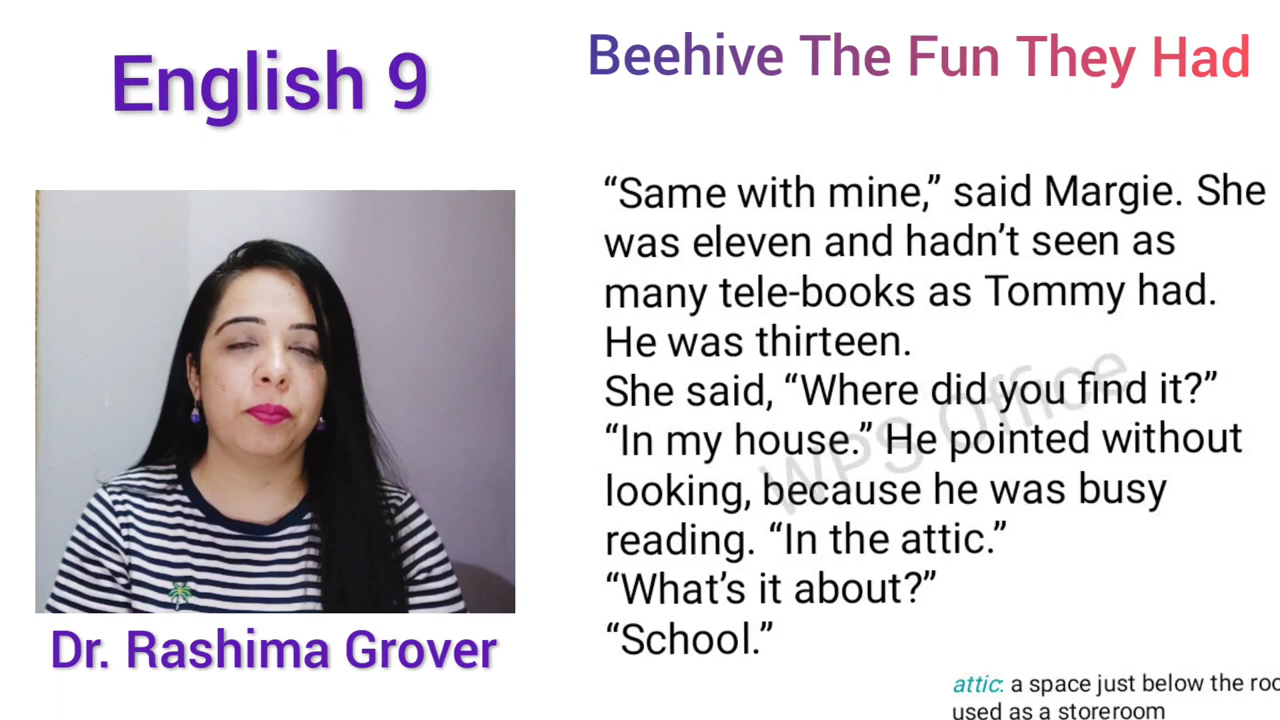 English 9
Beehive The Fun They Had
“Same with mine,” said Margie. She
was eleven and hadn’t seen as
many tele-books as Tommy had.
He was thirteen.
She said, “Where did you find it?”
“In my house.” He pointed without
looking, because he was busy
reading. “In the attic.”
“What’s it about?”
“School.”
WPS Office
Dr. Rashima Grover
attic: a space just below the roo
used as a storeroom